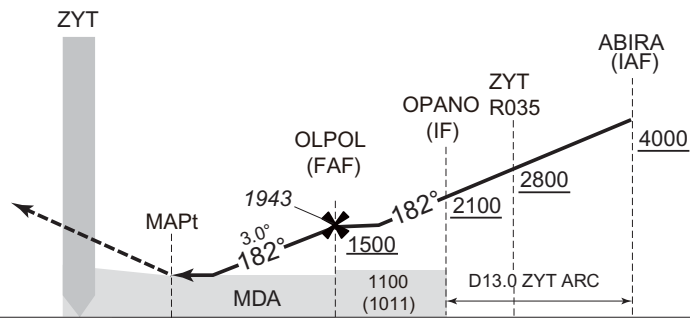 ZYT
ABIRA
(IAF)
ZYT
R035
OPANO
(IF)
4000
OLPOL
(FAF)
2800
1943
182°
2100
MAPt
3.0°
182°
1500
1100
(1011)
D13.0 ZYT ARC
MDA